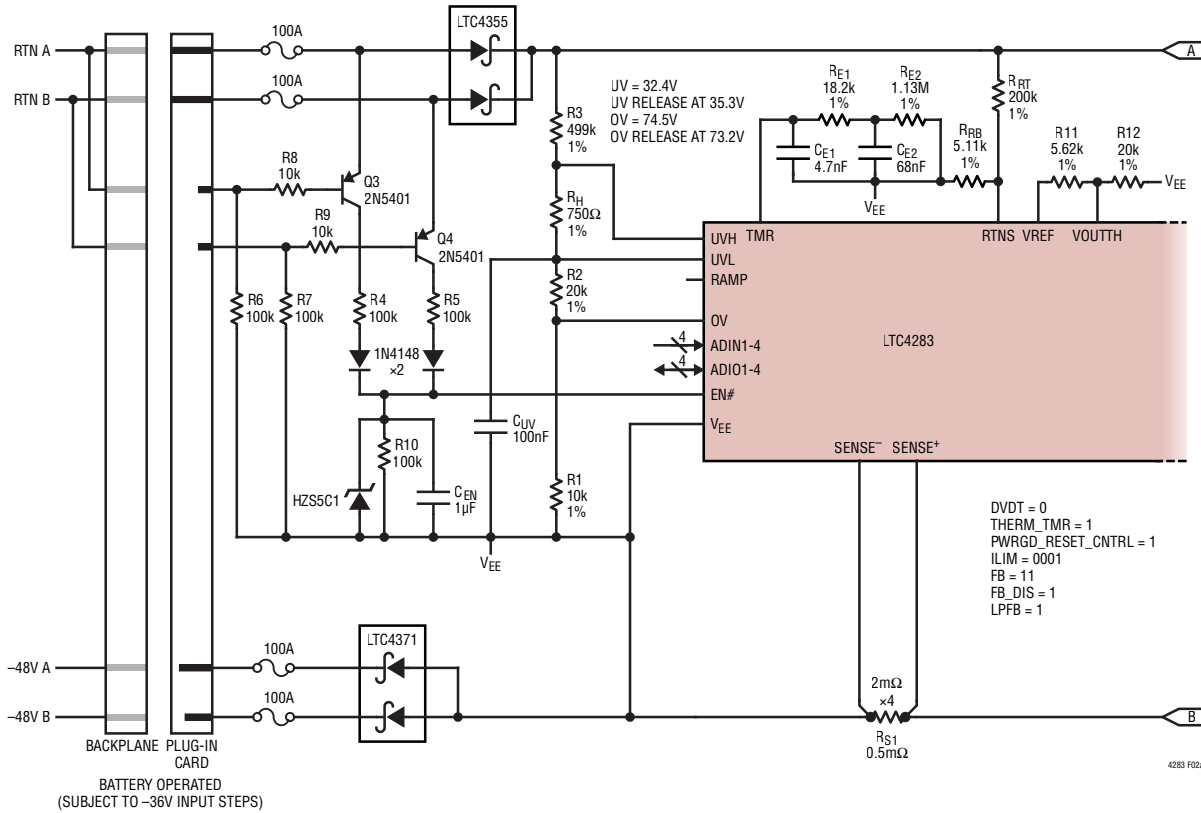 RTN A
RTN B
100A
100A
LTC4355
R8
10k
Q3
2N5401
R9
10k
Q4
2N5401
R6
100k
R7
100k
R4
100k
R5
100k
1N4148
×2
HZS5C1
R10
100k
CEN
1µF
CUV
100nF
VEE
R3
499k
1%
RH
750Ω
1%
R2
20k
1%
R1
10k
1%
UV = 32.4V
UV RELEASE AT 35.3V
OV = 74.5V
OV RELEASE AT 73.2V
RE1
18.2k
1%
RE2
1.13M
1%
CE1
4.7nF
CE2
68nF
VEE
RRT
200k
1%
RRB
5.11k
1%
R11
5.62k
1%
R12
20k
1%
VEE
A
TMR
RTNS
VREF
VOUTTH
UVH
UVL
RAMP
OV
4
ADIN1-4
4
ADIO1-4
EN#
VEE
LTC4283
SENSE–
SENSE+
DVDT = 0
THERM_TMR = 1
PWRGD_RESET_CNTRL = 1
ILIM = 0001
FB = 11
FB_DIS = 1
LPFB = 1
–48V A
–48V B
100A
100A
LTC4371
2mΩ
×4
RS1
0.5mΩ
B
BACKPLANE
PLUG-IN
CARD
BATTERY OPERATED
(SUBJECT TO –36V INPUT STEPS)
4283 F02a